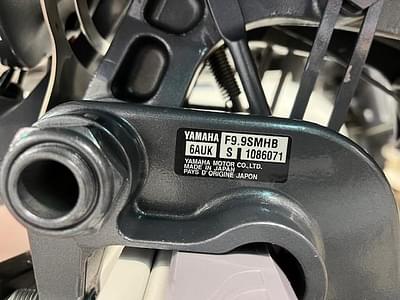 YAMAHA F9.9SMHB
6AUK S 1086071
YAMAHA MOTOR CO.,LTD.
MADE IN JAPAN
PAYS D'ORIGINE JAPON